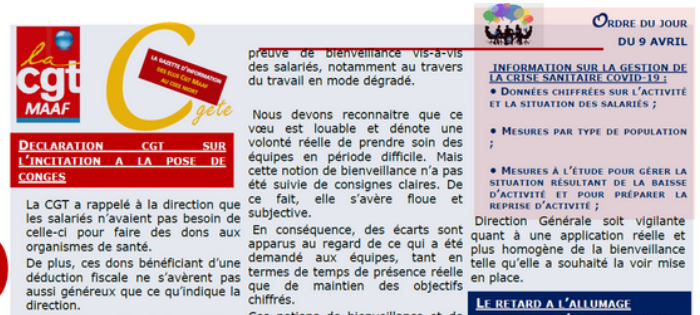 la
cgt
MAAF
C
gété
LA GAZETTE D'INFORMATION
DES ELUS CGT MAAF
AU CSEE NIORT
DECLARATION CGT SUR
L'INCITATION A LA POSE DE
CONGES
La CGT a rappelé à la direction que
les salariés n'avaient pas besoin de
celle-ci pour faire des dons aux
organismes de santé.
De plus, ces dons bénéficiant d'une
déduction fiscale ne s'avèrent pas
aussi généreux que ce qu'indique la
direction.
preuve de bienveillance vis-à-vis
des salariés, notamment au travers
du travail en mode dégradé.
Nous devons reconnaitre que ce
vœu est louable et dénote une
volonté réelle de prendre soin des
équipes en période difficile. Mais
cette notion de bienveillance n'a pas
été suivie de consignes claires. De
ce fait, elle s'avère floue et
subjective.
En conséquence, des écarts sont
apparus au regard de ce qui a été
demandé aux équipes, tant en
termes de temps de présence réelle
que de maintien des objectifs
chiffrés.
Ces notions de bienveillance et de
ORDRE DU JOUR
DU 9 AVRIL
INFORMATION SUR LA GESTION DE
LA CRISE SANITAIRE COVID-19 :
• DONNÉES CHIFFRÉES SUR L'ACTIVITÉ
ET LA SITUATION DES SALARIÉS ;
• MESURES PAR TYPE DE POPULATION
;
• MESURES À L'ÉTUDE POUR GÉRER LA
SITUATION RÉSULTANT DE LA BAISSE
D'ACTIVITÉ ET POUR PRÉPARER LA
REPRISE D'ACTIVITÉ ;
Direction Générale soit vigilante
quant à une application réelle et
plus homogène de la bienveillance
telle qu'elle a souhaité la voir mise
en place.
LE RETARD A L'ALLUMAGE